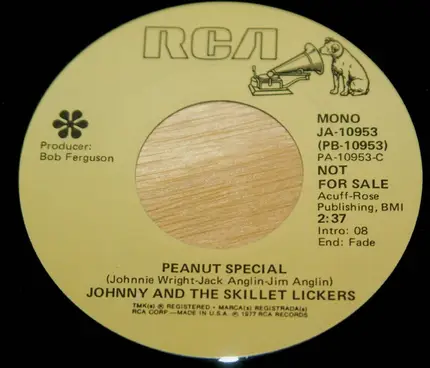 RCA
MONO
JA-10953
(PB-10953)
PA-10953-C
NOT
FOR SALE
Acuff-Rose
Publishing, BMI
2:37
Intro: 08
End: Fade
Producer:
Bob Ferguson
PEANUT SPECIAL
(Johnnie Wright-Jack Anglin-Jim Anglin)
JOHNNY AND THE SKILLET LICKERS
TMK(s) ® REGISTERED • MARCA(s) REGISTRADA(s)
RCA CORP.—MADE IN U.S.A. ℗ 1977 RCA RECORDS